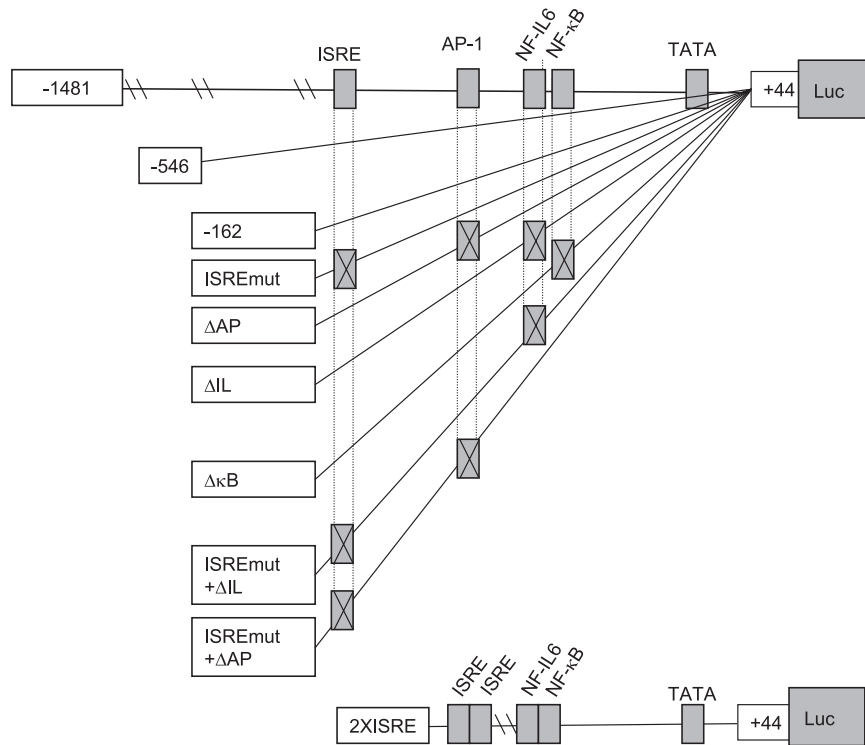 ISRE
AP-1
NF-IL6
NF-κB
TATA
-1481
+44
Luc
-546
-162
ISREmut
ΔAP
ΔIL
ΔκB
ISREmut
+ΔIL
ISREmut
+ΔAP
ISRE
ISRE
NF-IL6
NF-κB
TATA
2XISRE
+44
Luc